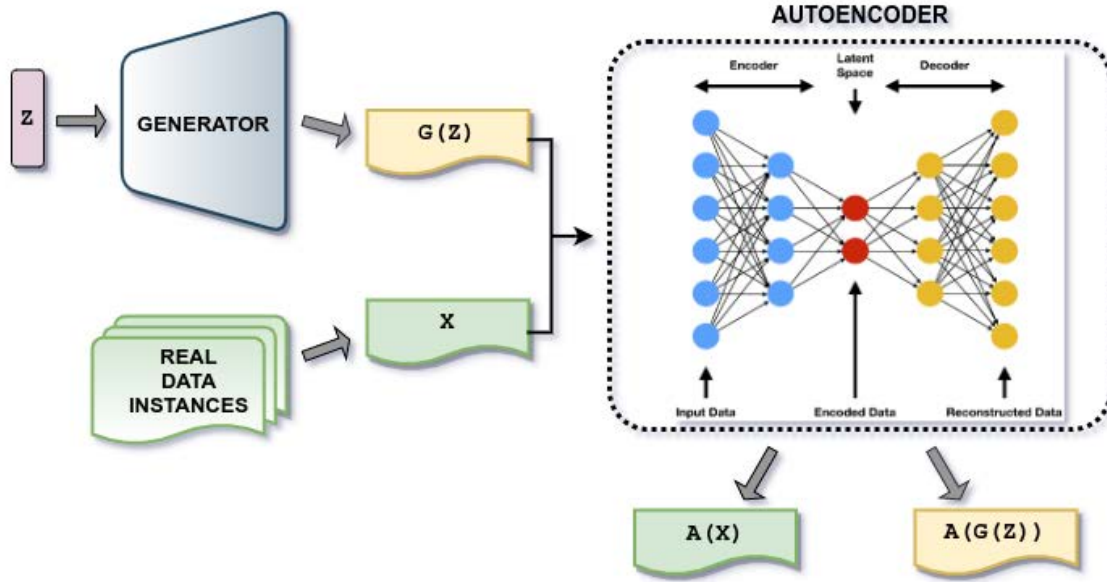 AUTOENCODER
Z
GENERATOR
G(Z)
Encoder
Latent
Space
Decoder
X
REAL
DATA
INSTANCES
Input Data
Encoded Data
Reconstructed Data
A(X)
A(G(Z))